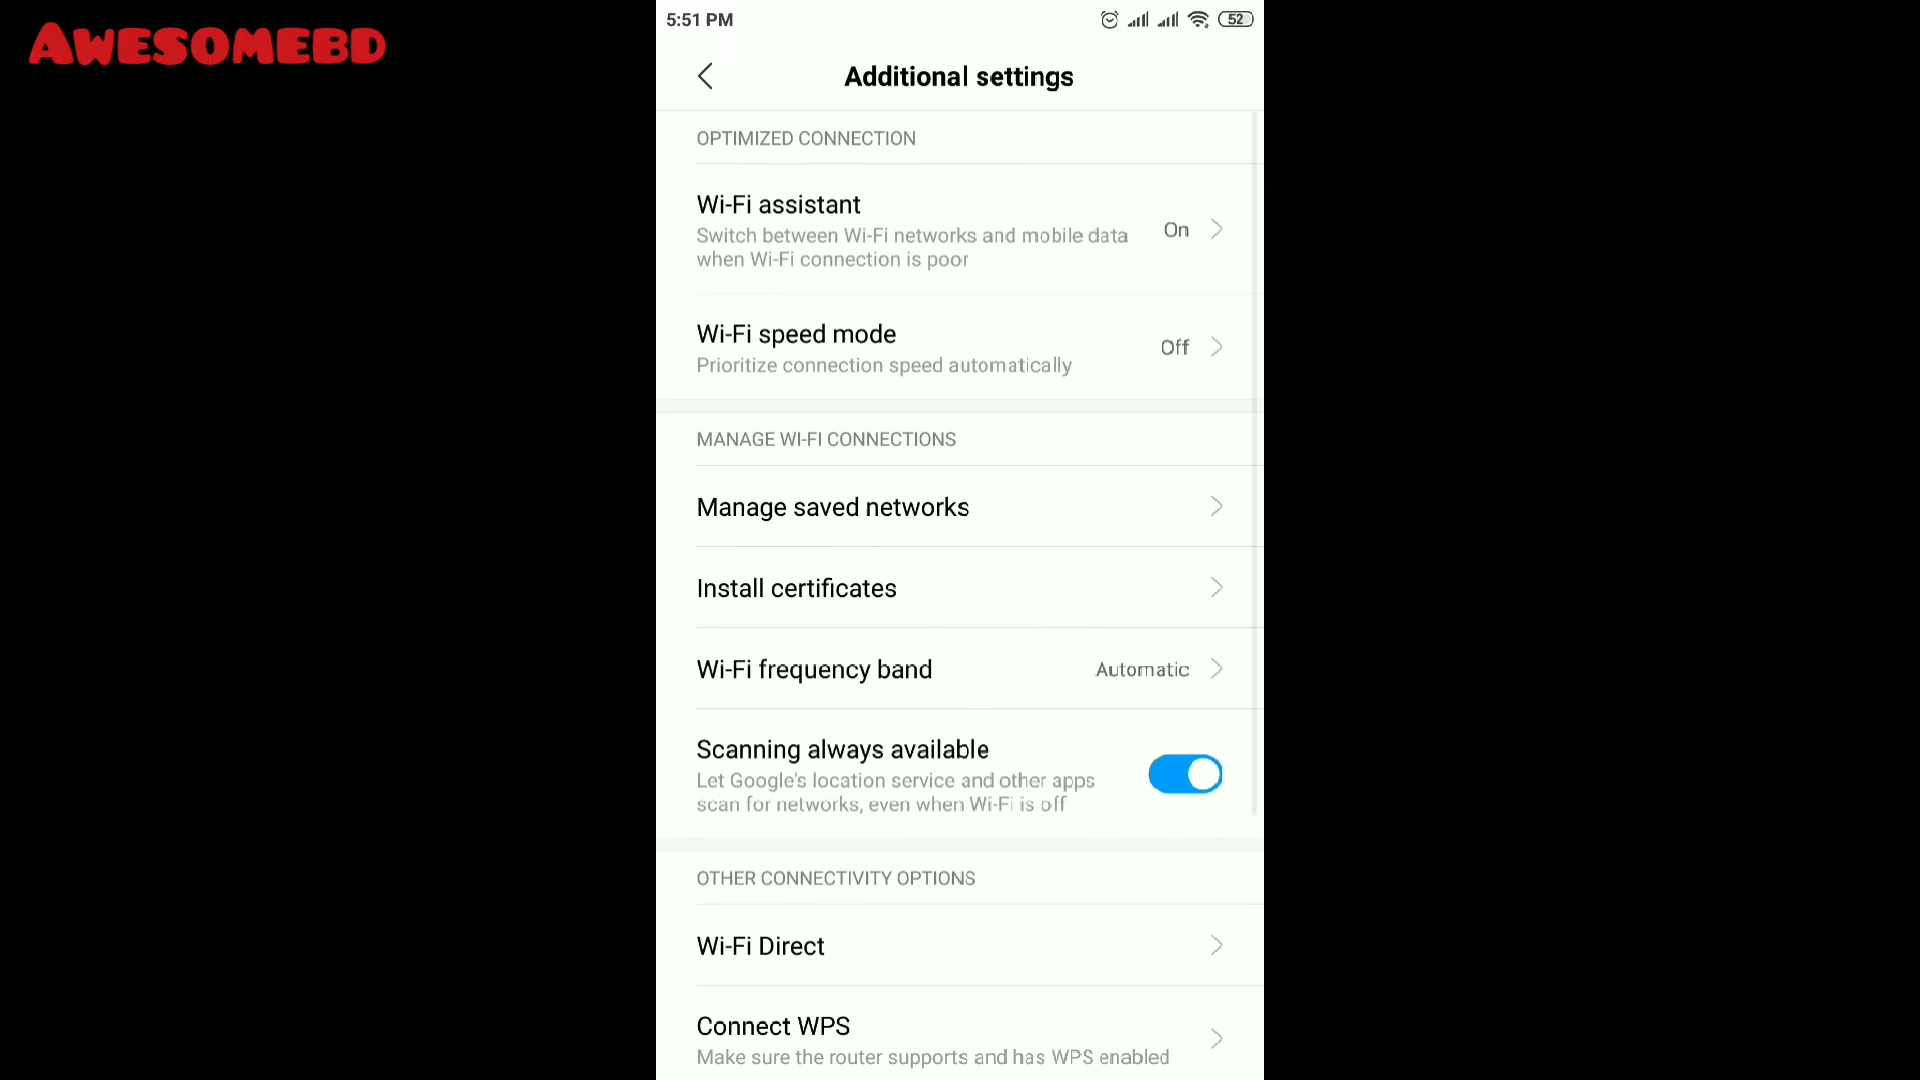 AWESOMEBD
5:51 PM
52
Additional settings
OPTIMIZED CONNECTION
Wi-Fi assistant
Switch between Wi-Fi networks and mobile data
when Wi-Fi connection is poor
On
Wi-Fi speed mode
Prioritize connection speed automatically
Off
MANAGE WI-FI CONNECTIONS
Manage saved networks
Install certificates
Wi-Fi frequency band
Automatic
Scanning always available
Let Google's location service and other apps
scan for networks, even when Wi-Fi is off
OTHER CONNECTIVITY OPTIONS
Wi-Fi Direct
Connect WPS
Make sure the router supports and has WPS enabled